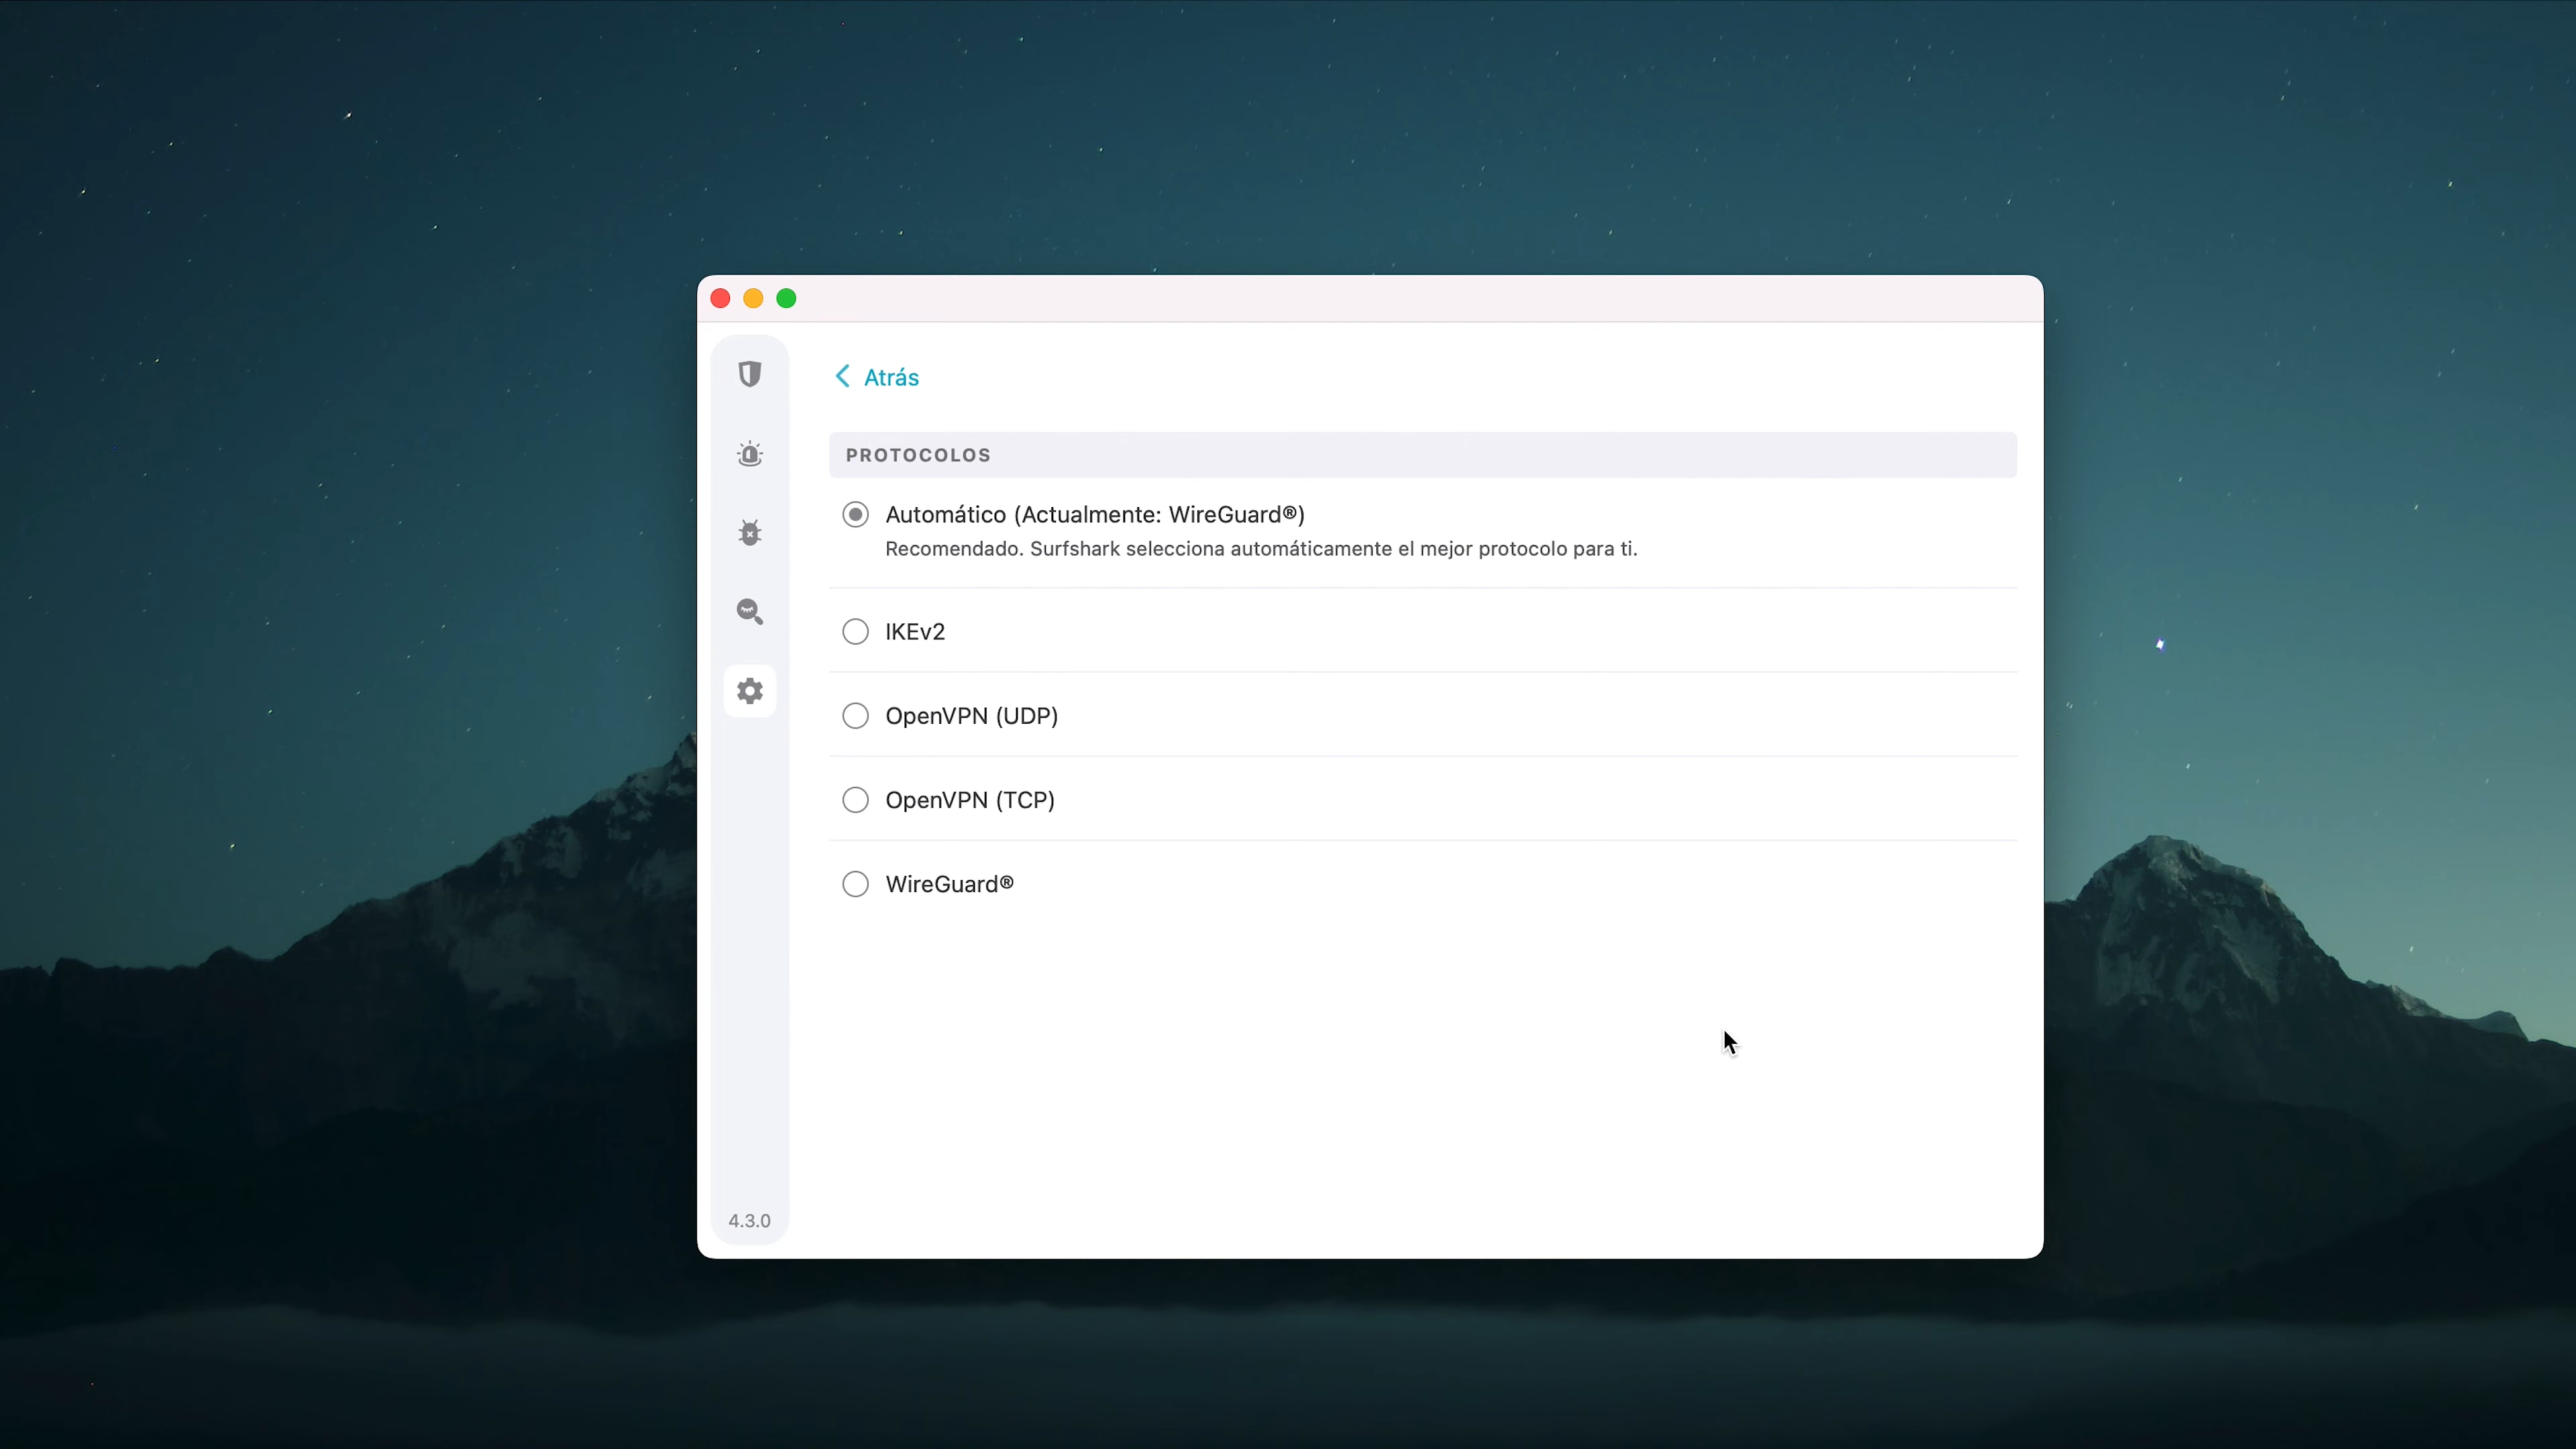 Atrás
PROTOCOLOS
Automático (Actualmente: WireGuard®)
Recomendado. Surfshark selecciona automáticamente el mejor protocolo para ti.
IKEv2
OpenVPN (UDP)
OpenVPN (TCP)
WireGuard®
4.3.0